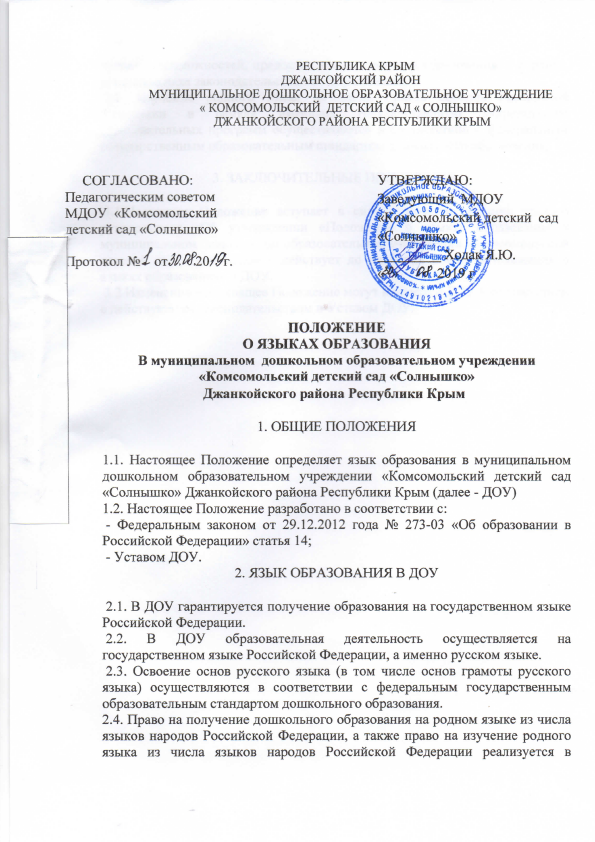 РЕСПУБЛИКА КРЫМ
ДЖАНКОЙСКИЙ РАЙОН
МУНИЦИПАЛЬНОЕ ДОШКОЛЬНОЕ ОБРАЗОВАТЕЛЬНОЕ УЧРЕЖДЕНИЕ
« КОМСОМОЛЬСКИЙ ДЕТСКИЙ САД « СОЛНЫШКО»
ДЖАНКОЙСКОГО РАЙОНА РЕСПУБЛИКИ КРЫМ
СОГЛАСОВАНО:
Педагогическим советом
МДОУ «Комсомольский
детский сад «Солнышко»
Протокол №1 от30.08.2019г.
УТВЕРЖДАЮ:
Заведующий МДОУ
«Комсомольский детский сад
«Солнышко»
Ходак Я.Ю.
08 2019 г.
ПОЛОЖЕНИЕ
О ЯЗЫКАХ ОБРАЗОВАНИЯ
В муниципальном дошкольном образовательном учреждении
«Комсомольский детский сад «Солнышко»
Джанкойского района Республики Крым
1. ОБЩИЕ ПОЛОЖЕНИЯ
1.1. Настоящее Положение определяет язык образования в муниципальном
дошкольном образовательном учреждении «Комсомольский детский сад
«Солнышко» Джанкойского района Республики Крым (далее - ДОУ)
1.2. Настоящее Положение разработано в соответствии с:
- Федеральным законом от 29.12.2012 года № 273-03 «Об образовании в
Российской Федерации» статья 14;
- Уставом ДОУ.
2. ЯЗЫК ОБРАЗОВАНИЯ В ДОУ
2.1. В ДОУ гарантируется получение образования на государственном языке
Российской Федерации.
2.2. В ДОУ образовательная деятельность осуществляется на
государственном языке Российской Федерации, а именно русском языке.
2.3. Освоение основ русского языка (в том числе основ грамоты русского
языка) осуществляются в соответствии с федеральным государственным
образовательным стандартом дошкольного образования.
2.4. Право на получение дошкольного образования на родном языке из числа
языков народов Российской Федерации, а также право на изучение родного
языка из числа языков народов Российской Федерации реализуется в